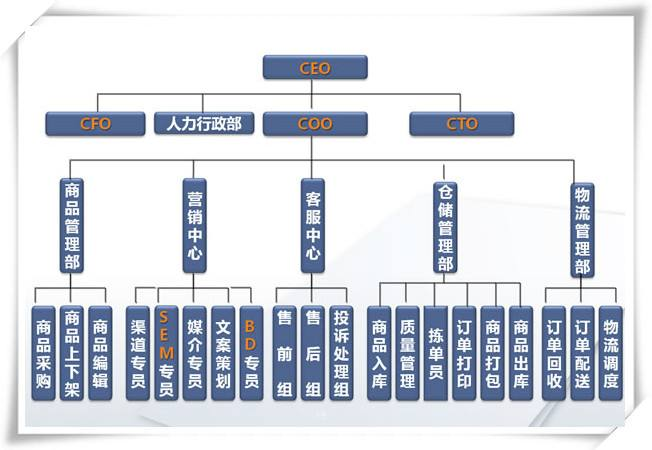 CEO
CFO
人力行政部
COO
CTO
商品管理部
营销中心
客服中心
仓储管理部
物流管理部
商品采购
商品上下架
商品编辑
渠道专员
SEM专员
媒介专员
文案策划
BD专员
售前组
售后组
投诉处理组
商品入库
质量管理
拣单员
订单打印
商品打包
商品出库
订单回收
订单配送
物流调度